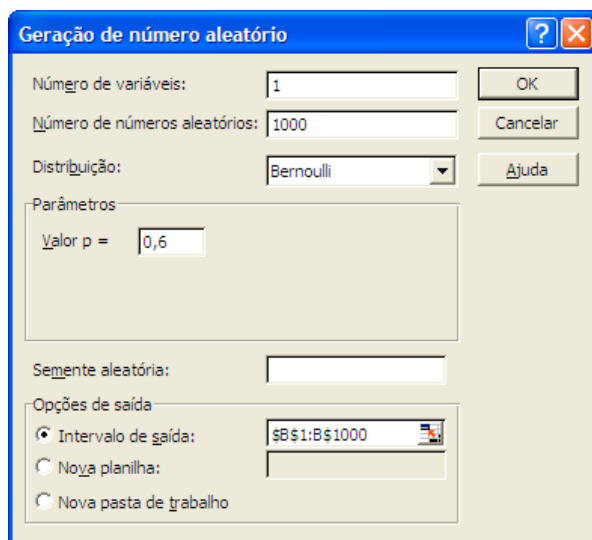 Geração de número aleatório
Número de variáveis: 1 OK
Número de números aleatórios: 1000 Cancelar
Distribuição: Bernoulli Ajuda
Parâmetros
Valor p = 0,6
Semente aleatória:
Opções de saída
Intervalo de saída: $B$1:B$1000
Nova planilha:
Nova pasta de trabalho